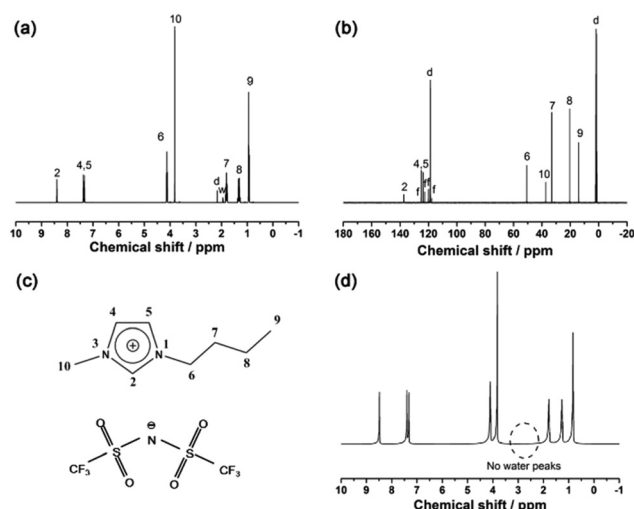 (a)
10
9
6
2
4,5
7
8
d
w
10 9 8 7 6 5 4 3 2 1 0 -1
Chemical shift / ppm
(b)
d
d
7
8
9
6
10
4,5
2
f f f f
180 160 140 120 100 80 60 40 20 0 -20
Chemical shift / ppm
(c)
4 5
3 N N 1
⊕
2
10
6
7
8
9
O ⊖ O
S N S
CF3 O O CF3
(d)
No water peaks
10 9 8 7 6 5 4 3 2 1 0 -1
Chemical shift / ppm